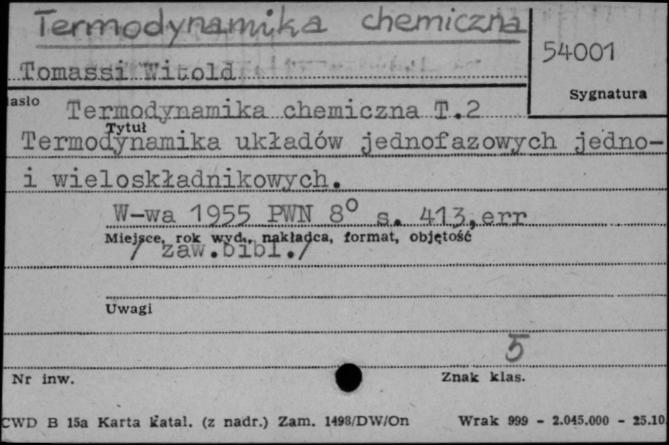 Termodynamika chemiczna
54001
Tomassi Witold
Sygnatura
asło
Termodynamika chemiczna T.2
Tytuł
Termodynamika układów jednofazowych jedno-
i wieloskładnikowych.
W-wa 1955 PWN 8° s. 413,err
Miejsce, rok wyd., nakładca, format, objętość
/ zaw.bibl./
Uwagi
5
Nr inw.
Znak klas.
CWD B 15a Karta katal. (z nadr.) Zam. 1498/DW/On Wrak 999 - 2.045.000 - 25.10